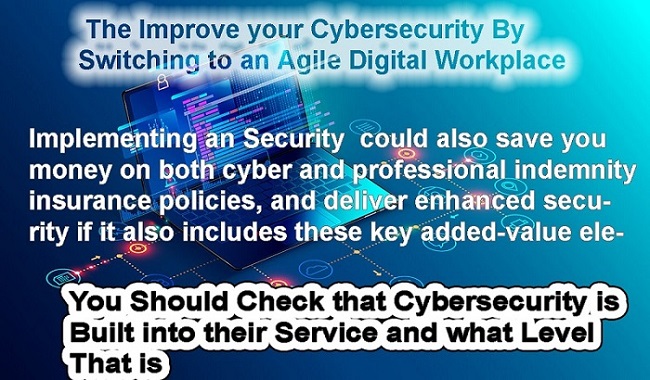 The Improve your Cybersecurity By
Switching to an Agile Digital Workplace
Implementing an Security could also save you
money on both cyber and professional indemnity
insurance policies, and deliver enhanced secu-
rity if it also includes these key added-value ele-
You Should Check that Cybersecurity is
Built into their Service and what Level
That is